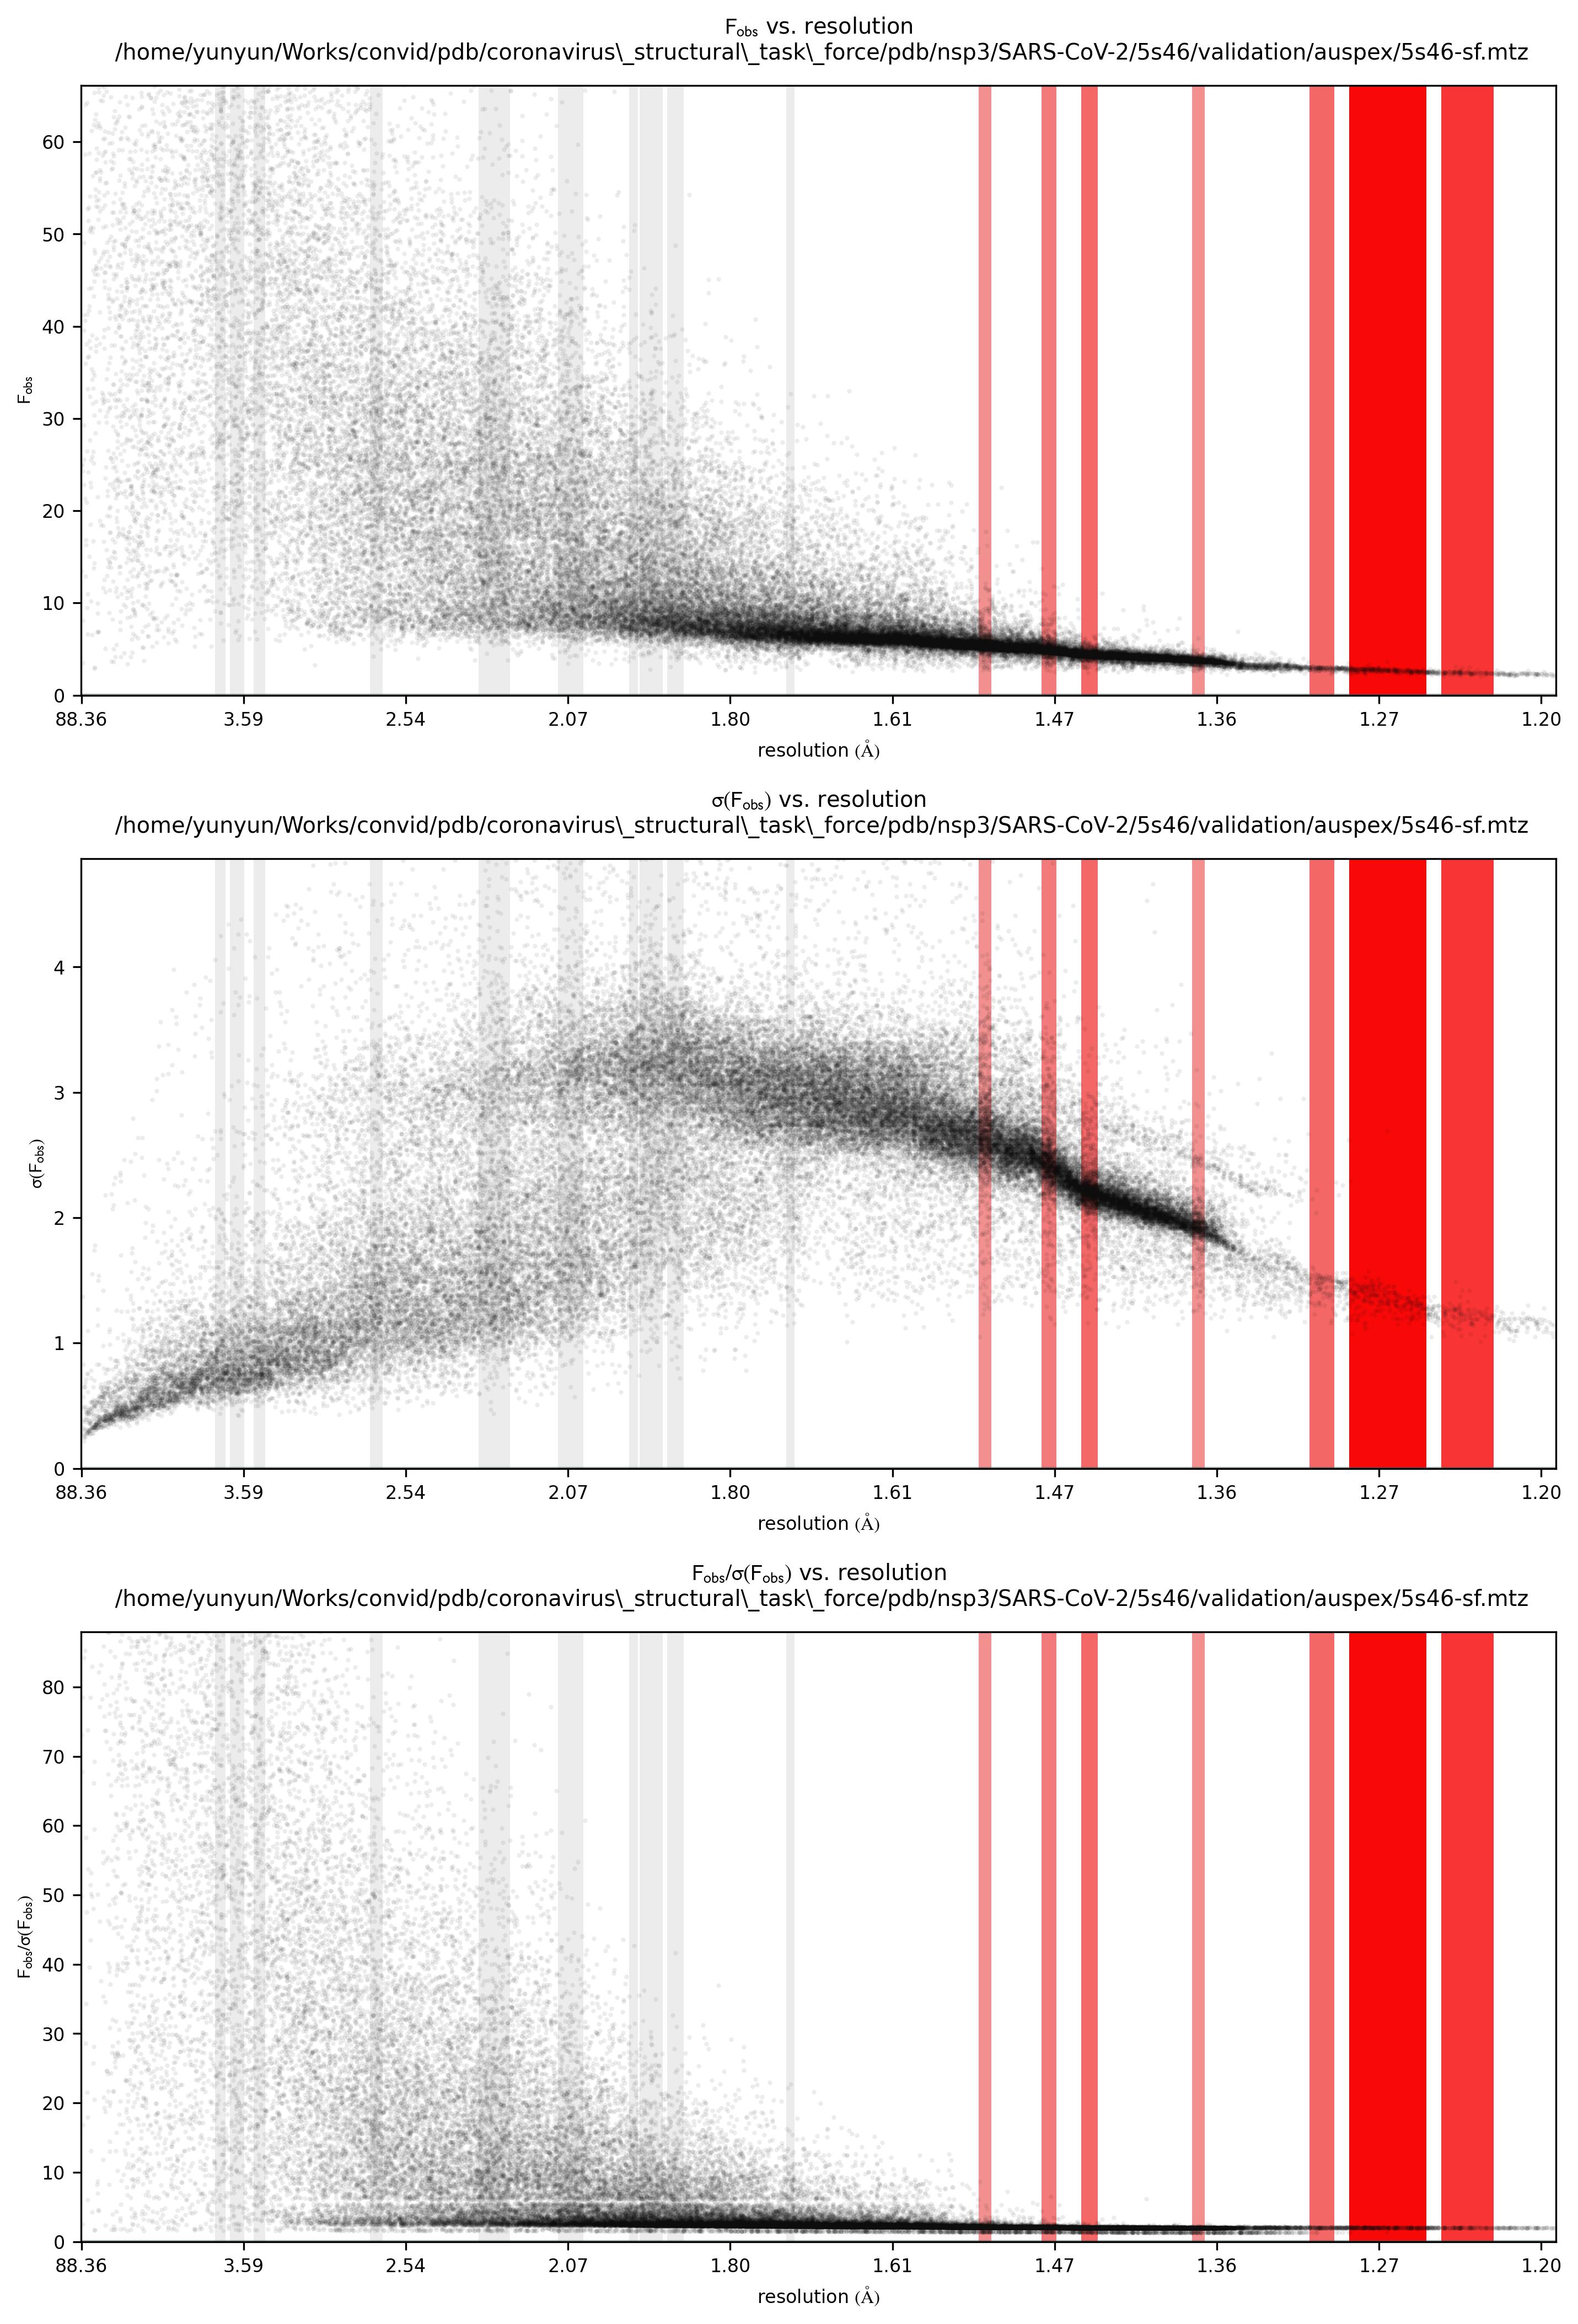 Fobs vs. resolution
/home/yunyun/Works/convid/pdb/coronavirus\_structural\_task\_force/pdb/nsp3/SARS-CoV-2/5s46/validation/auspex/5s46-sf.mtz
60
50
40
30
20
10
0
Fobs
88.36 3.59 2.54 2.07 1.80 1.61 1.47 1.36 1.27 1.20
resolution (Å)
σ(Fobs) vs. resolution
/home/yunyun/Works/convid/pdb/coronavirus\_structural\_task\_force/pdb/nsp3/SARS-CoV-2/5s46/validation/auspex/5s46-sf.mtz
4
3
2
1
0
σ(Fobs)
88.36 3.59 2.54 2.07 1.80 1.61 1.47 1.36 1.27 1.20
resolution (Å)
Fobs/σ(Fobs) vs. resolution
/home/yunyun/Works/convid/pdb/coronavirus\_structural\_task\_force/pdb/nsp3/SARS-CoV-2/5s46/validation/auspex/5s46-sf.mtz
80
70
60
50
40
30
20
10
0
Fobs/σ(Fobs)
88.36 3.59 2.54 2.07 1.80 1.61 1.47 1.36 1.27 1.20
resolution (Å)